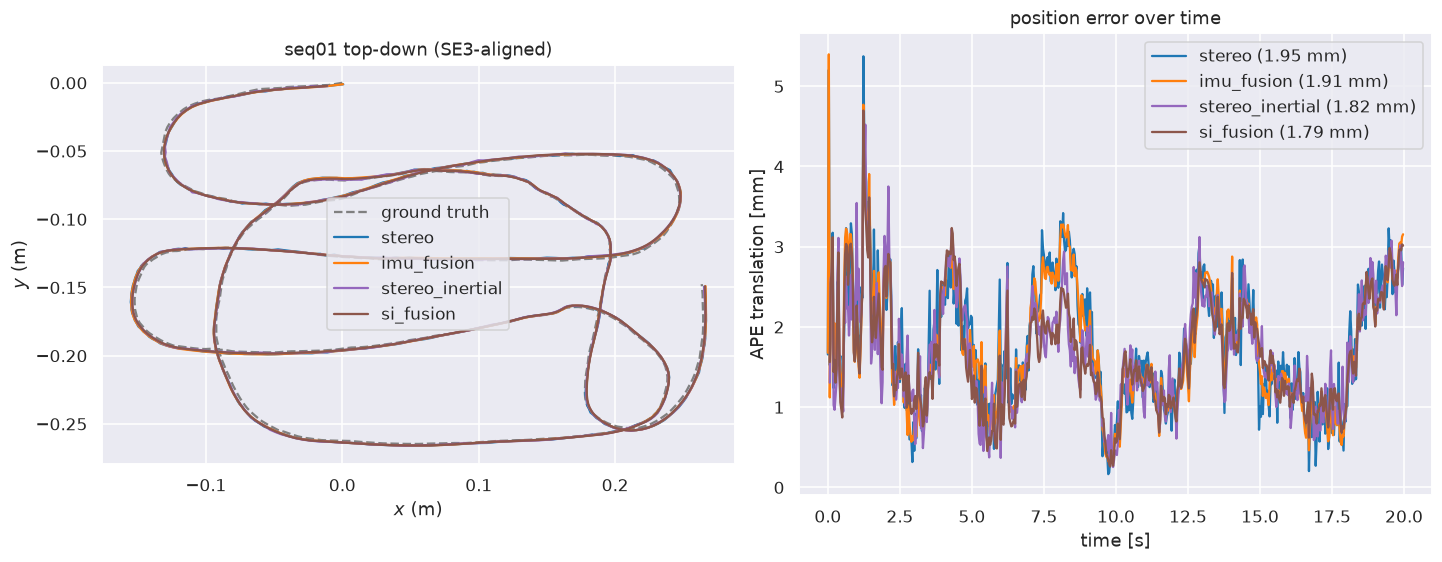 seq01 top-down (SE3-aligned)
0.00
−0.05
−0.10
−0.15
−0.20
−0.25
y (m)
−0.1
0.0
0.1
0.2
x (m)
ground truth
stereo
imu_fusion
stereo_inertial
si_fusion
position error over time
5
4
3
2
1
0
APE translation [mm]
0.0
2.5
5.0
7.5
10.0
12.5
15.0
17.5
20.0
time [s]
stereo (1.95 mm)
imu_fusion (1.91 mm)
stereo_inertial (1.82 mm)
si_fusion (1.79 mm)